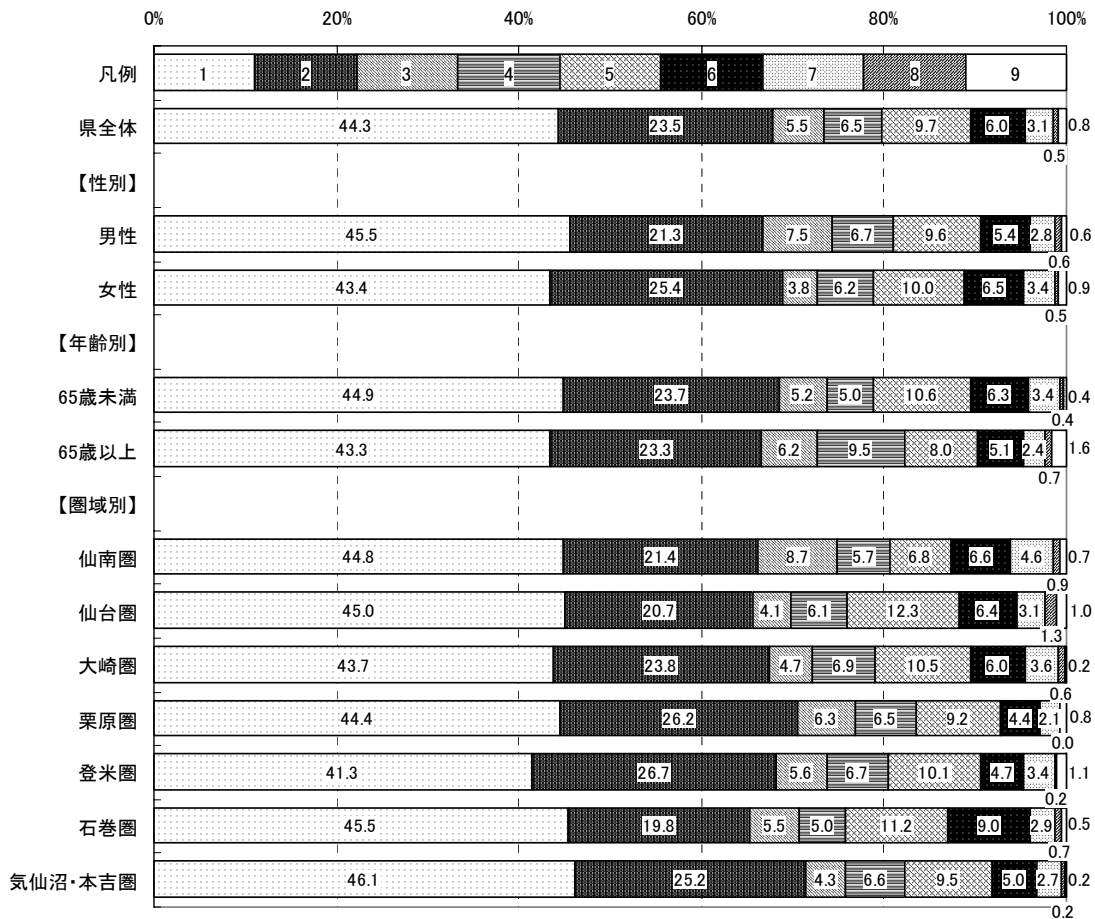 0% 20% 40% 60% 80% 100%
凡例 1 2 3 4 5 6 7 8 9
県全体 44.3 23.5 5.5 6.5 9.7 6.0 3.1 0.8
0.5
【性別】
男性 45.5 21.3 7.5 6.7 9.6 5.4 2.8 0.6
0.6
女性 43.4 25.4 3.8 6.2 10.0 6.5 3.4 0.9
0.5
【年齢別】
65歳未満 44.9 23.7 5.2 5.0 10.6 6.3 3.4 0.4
0.4
65歳以上 43.3 23.3 6.2 9.5 8.0 5.1 2.4 1.6
0.7
【圏域別】
仙南圏 44.8 21.4 8.7 5.7 6.8 6.6 4.6 0.7
0.9
仙台圏 45.0 20.7 4.1 6.1 12.3 6.4 3.1 1.0
1.3
大崎圏 43.7 23.8 4.7 6.9 10.5 6.0 3.6 0.2
0.6
栗原圏 44.4 26.2 6.3 6.5 9.2 4.4 2.1 0.8
0.0
登米圏 41.3 26.7 5.6 6.7 10.1 4.7 3.4 1.1
0.2
石巻圏 45.5 19.8 5.5 5.0 11.2 9.0 2.9 0.5
0.7
気仙沼・本吉圏 46.1 25.2 4.3 6.6 9.5 5.0 2.7 0.2
0.2